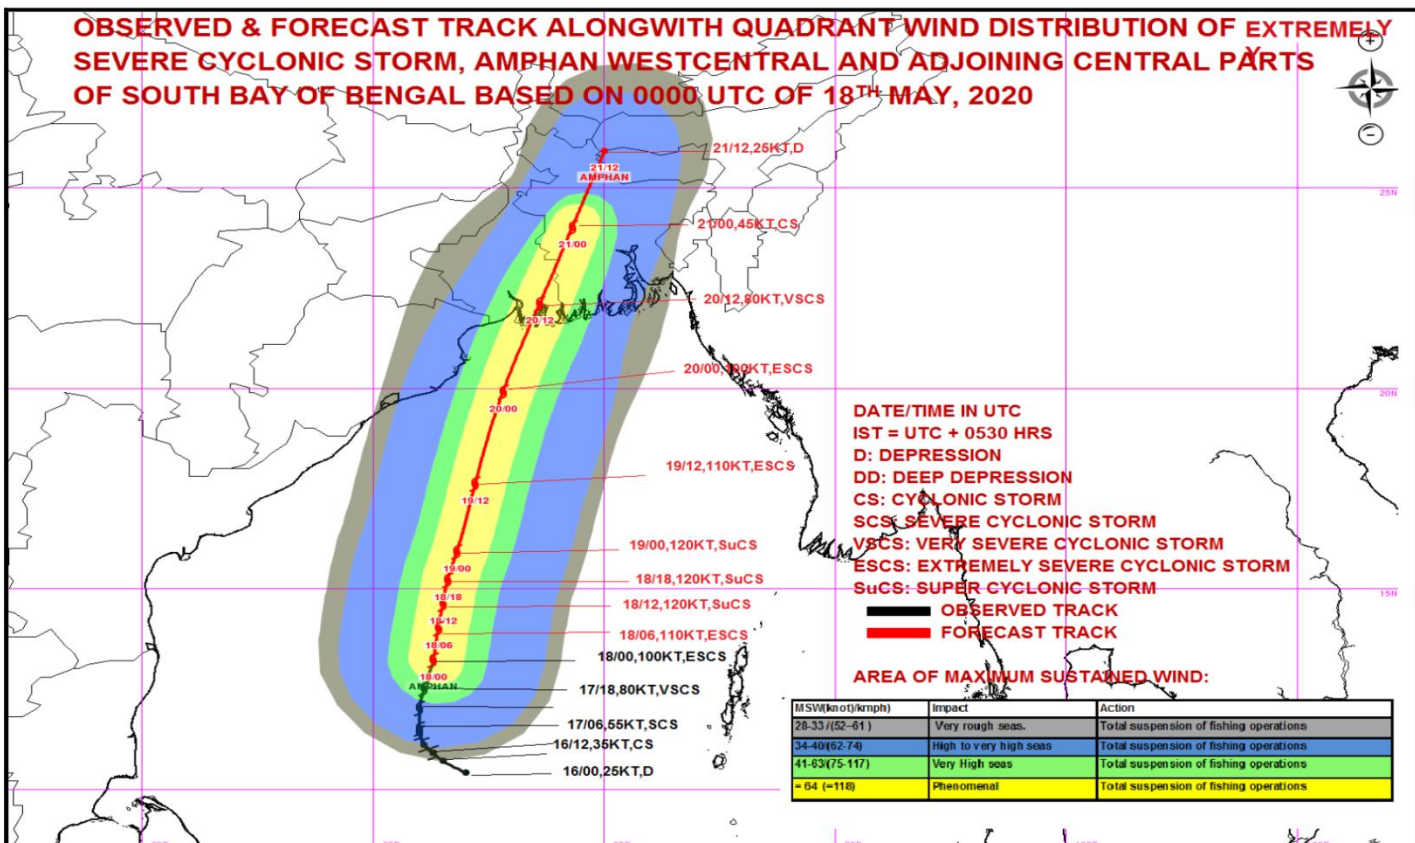 OBSERVED & FORECAST TRACK ALONGWITH QUADRANT WIND DISTRIBUTION OF EXTREMELY
Y
SEVERE CYCLONIC STORM, AMPHAN WESTCENTRAL AND ADJOINING CENTRAL PARTS
OF SOUTH BAY OF BENGAL BASED ON 0000 UTC OF 18TH MAY, 2020
21/12,25KT,D
21/12
AMPHAN
25N
21/00,45KT,CS
21/00
20/12,80KT,VSCS
20/12
20/00,100KT,ESCS
20N
20/00
19/12,110KT,ESCS
19/12
19/00,120KT,SuCS
19/00
18/18,120KT,SuCS
18/18
18/12,120KT,SuCS
18/12
18/06,110KT,ESCS
18/06
18/00,100KT,ESCS
18/00
AMPHAN
17/18,80KT,VSCS
17/06,55KT,SCS
16/12,35KT,CS
16/00,25KT,D
DATE/TIME IN UTC
IST = UTC + 0530 HRS
D: DEPRESSION
DD: DEEP DEPRESSION
CS: CYCLONIC STORM
SCS: SEVERE CYCLONIC STORM
VSCS: VERY SEVERE CYCLONIC STORM
ESCS: EXTREMELY SEVERE CYCLONIC STORM
SuCS: SUPER CYCLONIC STORM
15N
OBSERVED TRACK
FORECAST TRACK
AREA OF MAXIMUM SUSTAINED WIND:
MSW(knot)/kmph) Impact Action
28-33 /(52–61 ) Very rough seas. Total suspension of fishing operations
34-40/(62-74) High to very high seas Total suspension of fishing operations
41-63/(75-117) Very High seas Total suspension of fishing operations
= 64 (=118) Phenomenal Total suspension of fishing operations